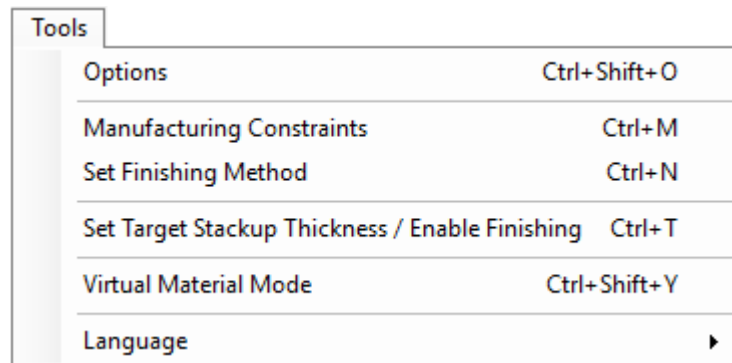 Tools
Options Ctrl+Shift+O
Manufacturing Constraints Ctrl+M
Set Finishing Method Ctrl+N
Set Target Stackup Thickness / Enable Finishing Ctrl+T
Virtual Material Mode Ctrl+Shift+Y
Language